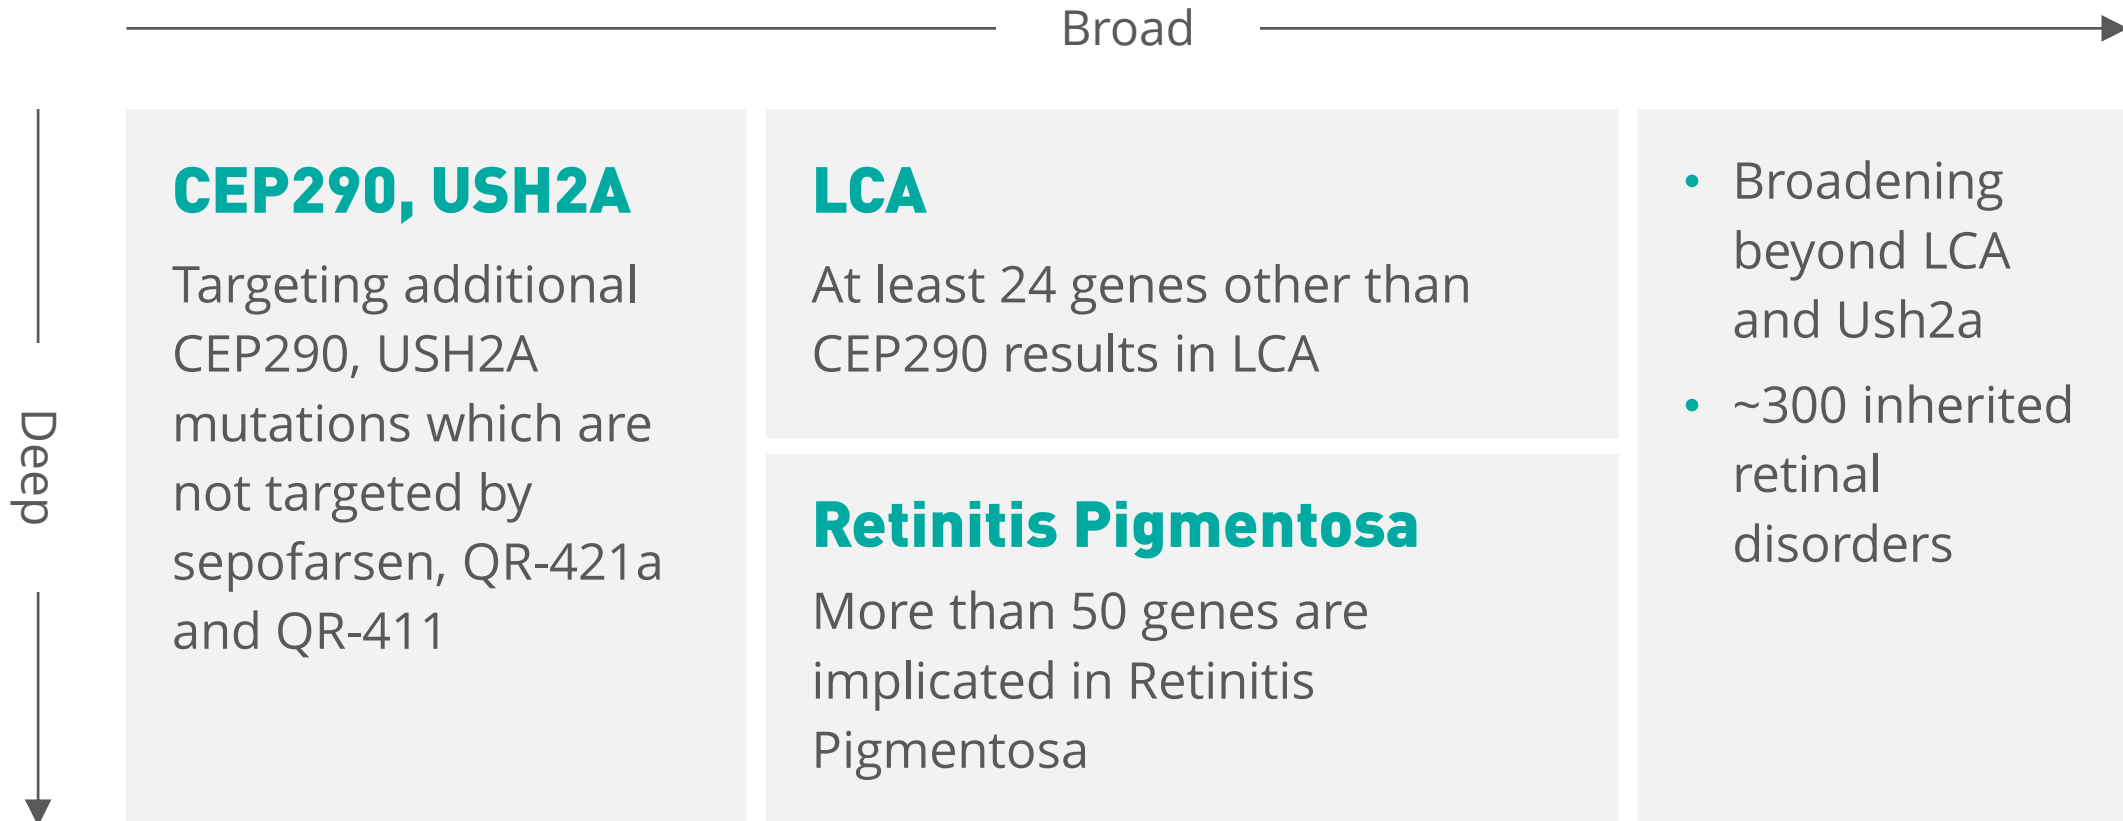 Broad
Deep
CEP290, USH2A
Targeting additional
CEP290, USH2A
mutations which are
not targeted by
sepofarsen, QR-421a
and QR-411
LCA
At least 24 genes other than
CEP290 results in LCA
Retinitis Pigmentosa
More than 50 genes are
implicated in Retinitis
Pigmentosa
• Broadening
beyond LCA
and Ush2a
• ~300 inherited
retinal
disorders